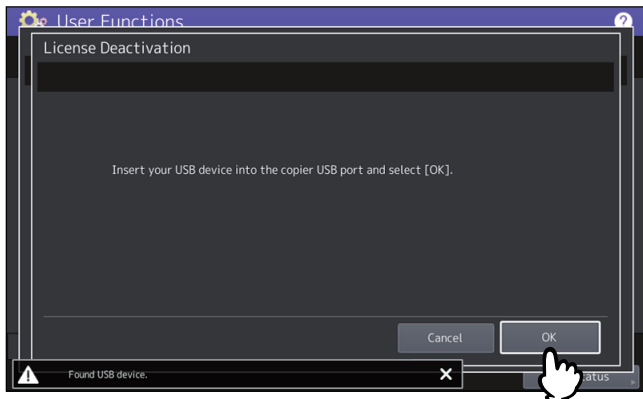 User Functions
?
License Deactivation
Insert your USB device into the copier USB port and select [OK].
Cancel
OK
Found USB device.
atus